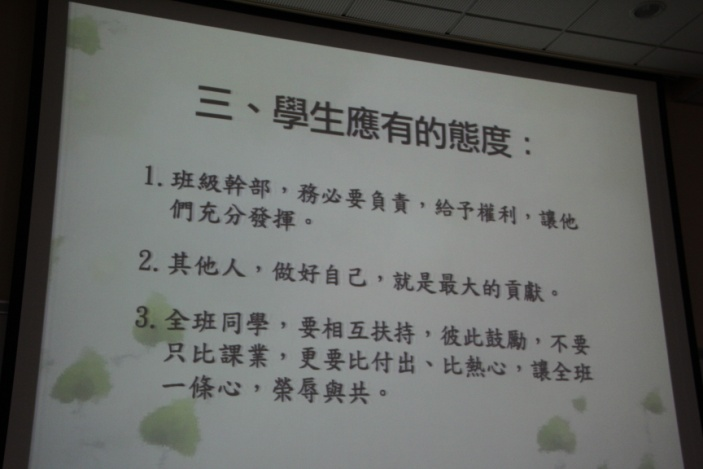 三、學生應有的態度：
1. 班級幹部，務必要負責，給予權利，讓他
們充分發揮。
2. 其他人，做好自己，就是最大的貢獻。
3. 全班同學，要相互扶持，彼此鼓勵，不要
只比課業，更要比付出、比熱心，讓全班
一條心，榮辱與共。